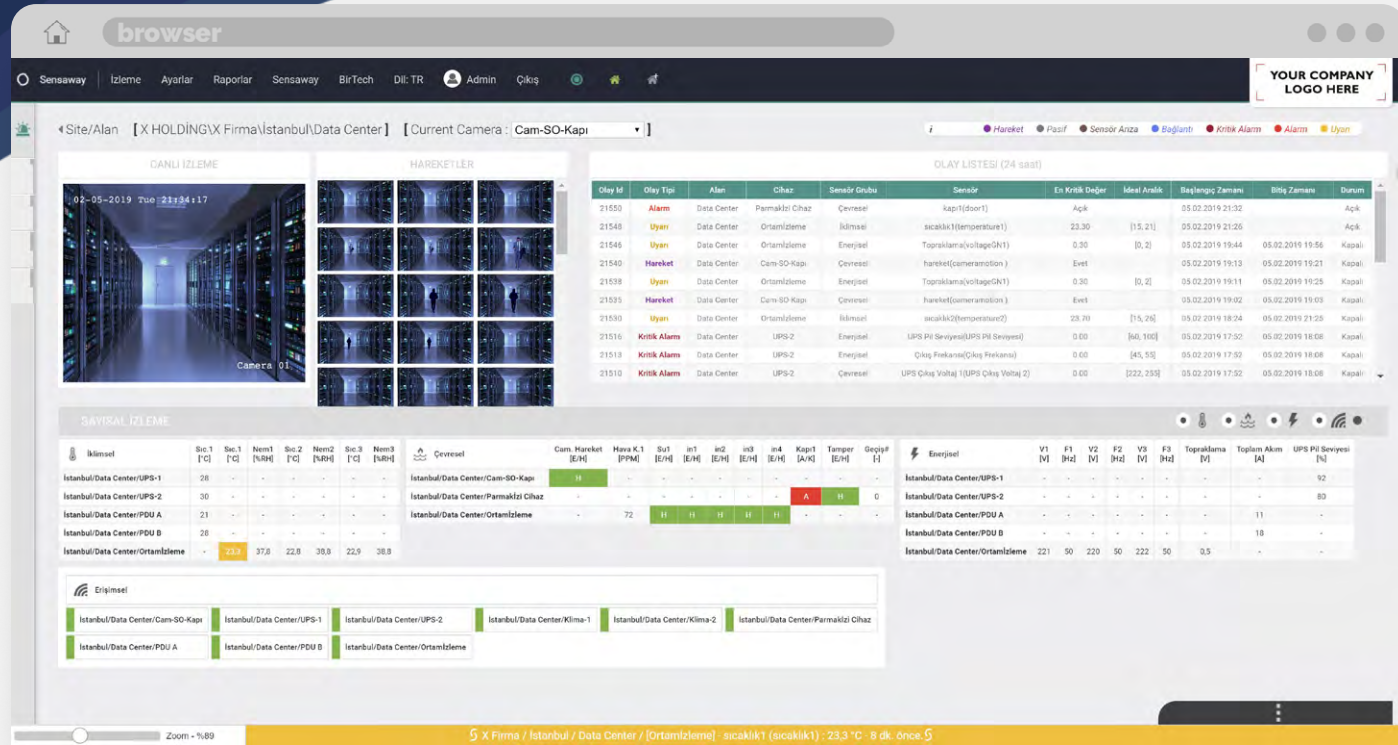 browser
Sensaway İzleme Ayarlar Raporlar Sensaway BirTech Dil: TR Admin Çıkış
YOUR COMPANY
LOGO HERE
Site/Alan [X HOLDİNG\X Firma\İstanbul\Data Center] [Current Camera : Cam-SO-Kapı ]
i Hareket Pasif Sensör Arıza Bağlantı Kritik Alarm Alarm Uyarı
CANLI İZLEME
02-05-2019 Tue 21:34:17
Camera 01
HAREKETLER
OLAY LİSTESİ (24 saat)
Olay Id Olay Tipi Alan Cihaz Sensör Grubu Sensör En Kritik Değer İdeal Aralık Başlangıç Zamanı Bitiş Zamanı Durum
21550 Alarm Data Center Parmakİzi Cihaz Çevresel kapı1(door1) Açık 05.02.2019 21:32 Açık
21548 Uyarı Data Center Ortamİzleme İklimsel sıcaklık1(temperature1) 23.30 [15, 21] 05.02.2019 21:26 Açık
21546 Uyarı Data Center Ortamİzleme Enerjisel Topraklama(voltageGN1) 0.30 [0, 2] 05.02.2019 19:44 05.02.2019 19:56 Kapalı
21540 Hareket Data Center Cam-SO-Kapı Çevresel hareket(cameramotion ) Evet 05.02.2019 19:13 05.02.2019 19:21 Kapalı
21538 Uyarı Data Center Ortamİzleme Enerjisel Topraklama(voltageGN1) 0.30 [0, 2] 05.02.2019 19:11 05.02.2019 19:25 Kapalı
21535 Hareket Data Center Cam-SO-Kapı Çevresel hareket(cameramotion ) Evet 05.02.2019 19:02 05.02.2019 19:03 Kapalı
21530 Uyarı Data Center Ortamİzleme İklimsel sıcaklık2(temperature2) 23.70 [15, 26] 05.02.2019 18:24 05.02.2019 21:25 Kapalı
21516 Kritik Alarm Data Center UPS-2 Enerjisel UPS Pil Seviyesi(UPS Pil Seviyesi) 0.00 [60, 100] 05.02.2019 17:52 05.02.2019 18:08 Kapalı
21513 Kritik Alarm Data Center UPS-2 Enerjisel Çıkış Frekansı(Çıkış Frekansı) 0.00 [45, 55] 05.02.2019 17:52 05.02.2019 18:08 Kapalı
21510 Kritik Alarm Data Center UPS-2 Çevresel UPS Çıkış Voltaj 1(UPS Çıkış Voltaj 2) 0.00 [222, 255] 05.02.2019 17:52 05.02.2019 18:08 Kapalı
SAYISAL İZLEME
İklimsel Sıc.1 [°C] Sıc.1 [°C] Nem1 [%RH] Sıc.2 [°C] Nem2 [%RH] Sıc.3 [°C] Nem3 [%RH]
İstanbul/Data Center/UPS-1 28 - - - - - -
İstanbul/Data Center/UPS-2 30 - - - - - -
İstanbul/Data Center/PDU A 21 - - - - - -
İstanbul/Data Center/PDU B 28 - - - - - -
İstanbul/Data Center/Ortamİzleme - 23,3 37,8 22,8 38,8 22,9 38,8
Çevresel Cam. Hareket [E/H] Hava K.1 [PPM] Su1 [E/H] in1 [E/H] in2 [E/H] in3 [E/H] in4 [E/H] Kapı1 [A/K] Tamper [E/H] Geçiş# [-]
İstanbul/Data Center/Cam-SO-Kapı H - - - - - - - - -
İstanbul/Data Center/Parmakİzi Cihaz - - - - - - - A H 0
İstanbul/Data Center/Ortamİzleme - 72 H H H H H - - -
Enerjisel V1 [V] F1 [Hz] V2 [V] F2 [Hz] V3 [V] F3 [Hz] Topraklama [V] Toplam Akım [A] UPS Pil Seviyesi [%]
İstanbul/Data Center/UPS-1 - - - - - - - - 92
İstanbul/Data Center/UPS-2 - - - - - - - - 80
İstanbul/Data Center/PDU A - - - - - - - 11 -
İstanbul/Data Center/PDU B - - - - - - - 18 -
İstanbul/Data Center/Ortamİzleme 221 50 220 50 222 50 0,5 - -
Erişimsel
İstanbul/Data Center/Cam-SO-Kapı İstanbul/Data Center/UPS-1 İstanbul/Data Center/UPS-2 İstanbul/Data Center/Klima-1 İstanbul/Data Center/Klima-2 İstanbul/Data Center/Parmakİzi Cihaz
İstanbul/Data Center/PDU A İstanbul/Data Center/PDU B İstanbul/Data Center/Ortamİzleme
Zoom - %89
X Firma / İstanbul / Data Center / [Ortamİzleme] - sıcaklık1 (sıcaklık1) : 23,3 °C - 8 dk. önce.